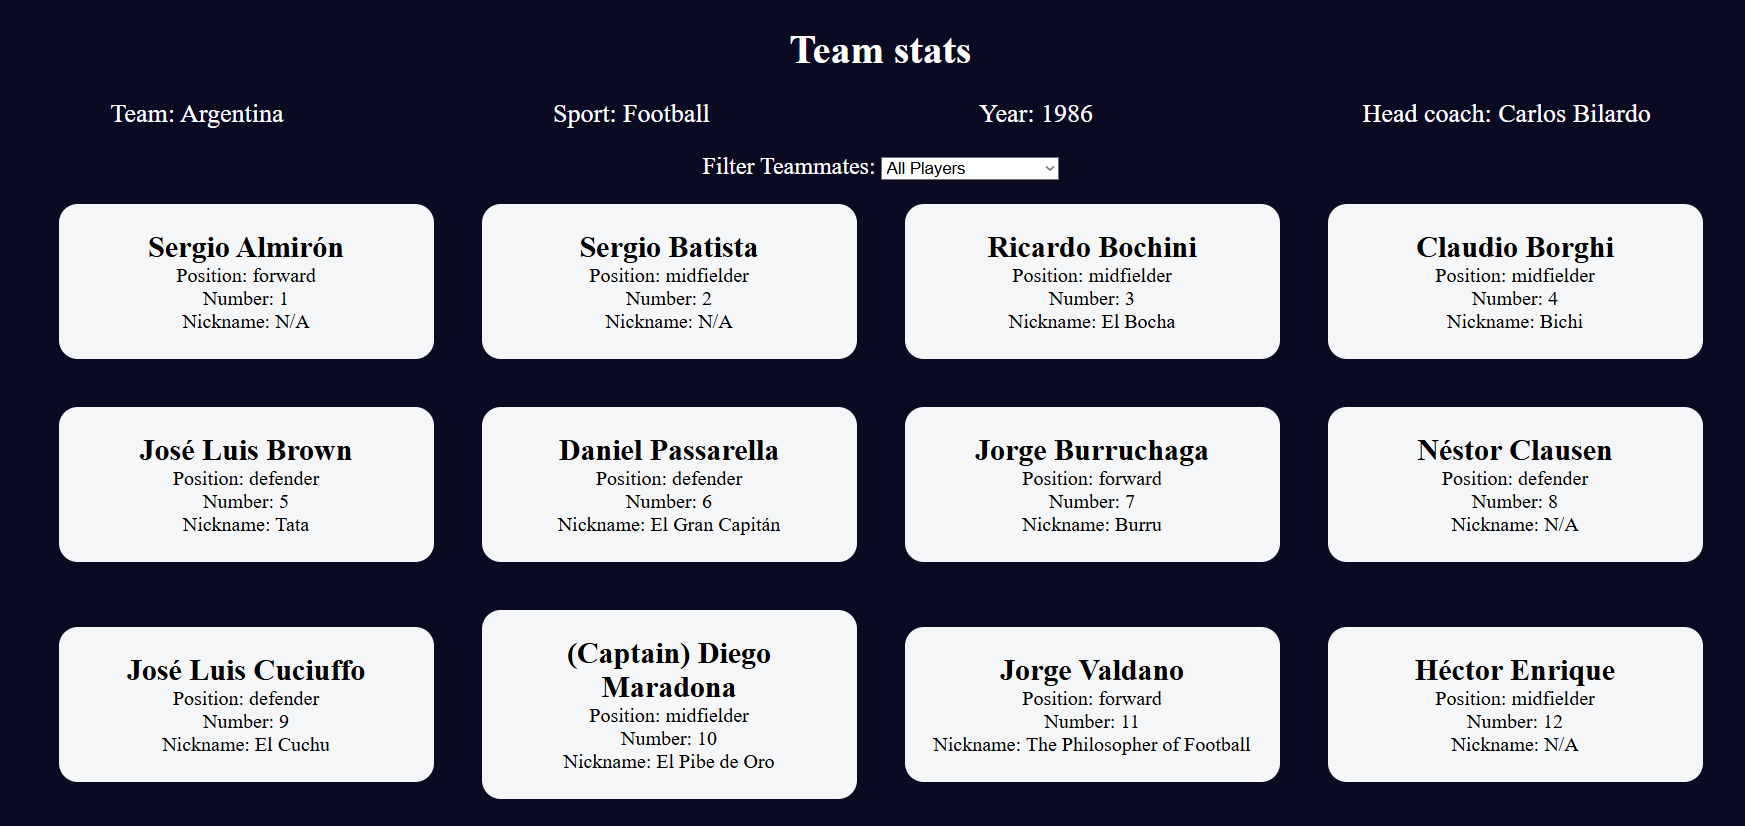 Team stats
Team: Argentina
Sport: Football
Year: 1986
Head coach: Carlos Bilardo
Filter Teammates: All Players
Sergio Almirón
Position: forward
Number: 1
Nickname: N/A
Sergio Batista
Position: midfielder
Number: 2
Nickname: N/A
Ricardo Bochini
Position: midfielder
Number: 3
Nickname: El Bocha
Claudio Borghi
Position: midfielder
Number: 4
Nickname: Bichi
José Luis Brown
Position: defender
Number: 5
Nickname: Tata
Daniel Passarella
Position: defender
Number: 6
Nickname: El Gran Capitán
Jorge Burruchaga
Position: forward
Number: 7
Nickname: Burru
Néstor Clausen
Position: defender
Number: 8
Nickname: N/A
José Luis Cuciuffo
Position: defender
Number: 9
Nickname: El Cuchu
(Captain) Diego
Maradona
Position: midfielder
Number: 10
Nickname: El Pibe de Oro
Jorge Valdano
Position: forward
Number: 11
Nickname: The Philosopher of Football
Héctor Enrique
Position: midfielder
Number: 12
Nickname: N/A